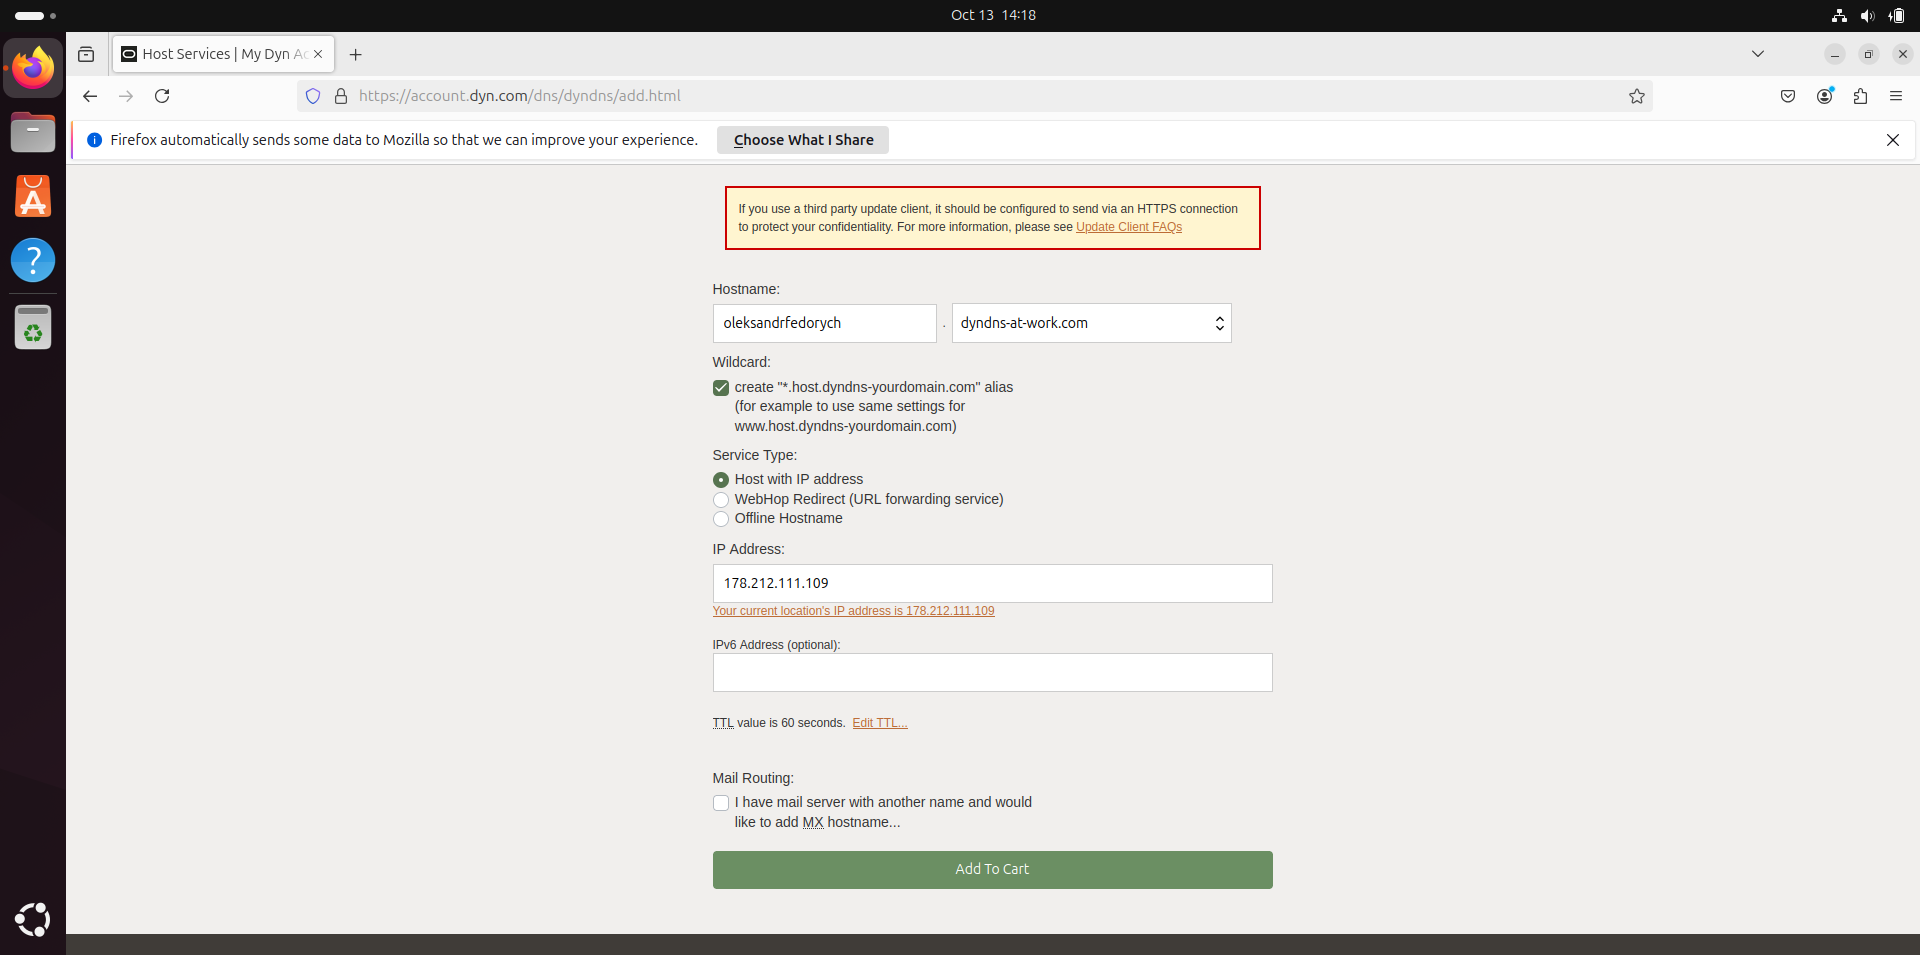 Oct 13 14:18
Host Services | My Dyn Ac
https://account.dyn.com/dns/dyndns/add.html
Firefox automatically sends some data to Mozilla so that we can improve your experience. Choose What I Share
If you use a third party update client, it should be configured to send via an HTTPS connection
to protect your confidentiality. For more information, please see Update Client FAQs
Hostname:
oleksandrfedorych . dyndns-at-work.com
Wildcard:
create "*.host.dyndns-yourdomain.com" alias
(for example to use same settings for
www.host.dyndns-yourdomain.com)
Service Type:
Host with IP address
WebHop Redirect (URL forwarding service)
Offline Hostname
IP Address:
178.212.111.109
Your current location's IP address is 178.212.111.109
IPv6 Address (optional):
TTL value is 60 seconds. Edit TTL...
Mail Routing:
I have mail server with another name and would
like to add MX hostname...
Add To Cart